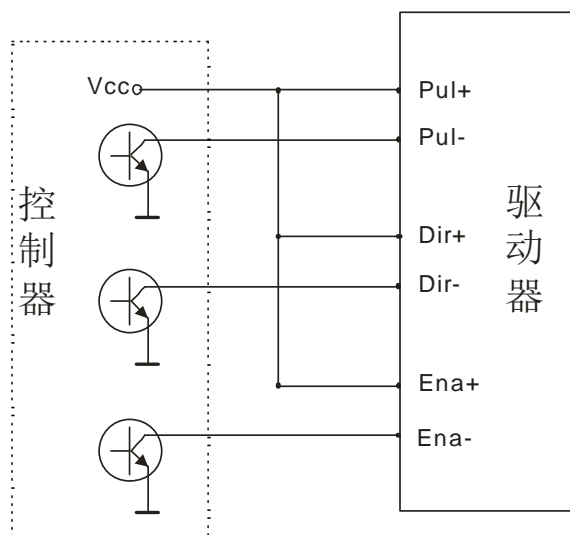 Vcc
Pul+
Pul-
控制器
驱动器
Dir+
Dir-
Ena+
Ena-